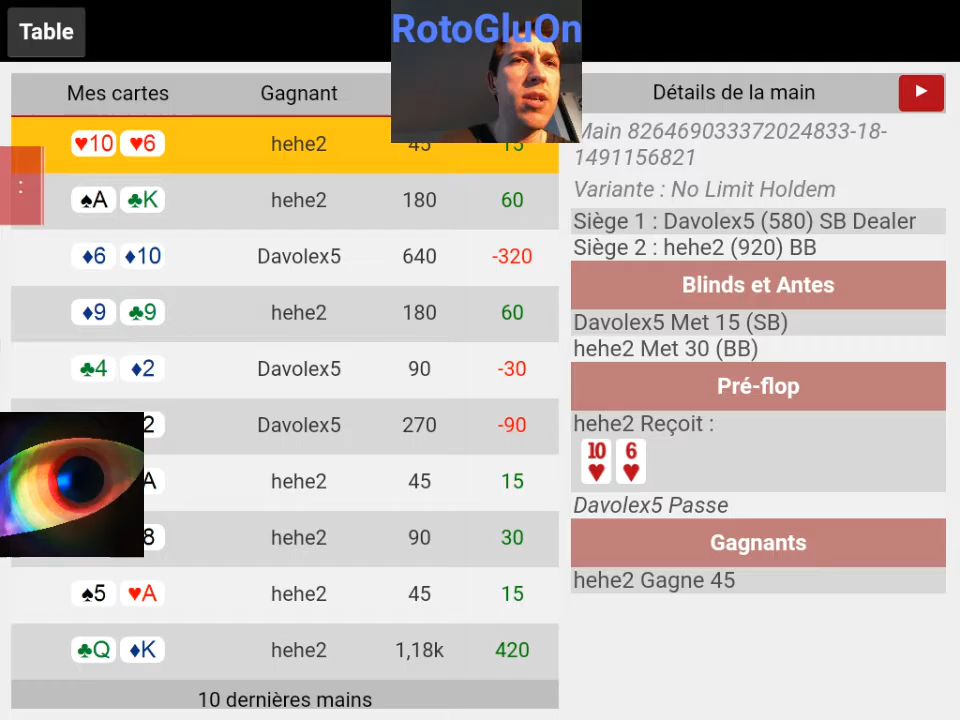 Table
RotoGluOn
Mes cartes Gagnant
♥10 ♥6 hehe2 45 15
♠A ♣K hehe2 180 60
♦6 ♦10 Davolex5 640 -320
♦9 ♣9 hehe2 180 60
♣4 ♦2 Davolex5 90 -30
2 Davolex5 270 -90
A hehe2 45 15
8 hehe2 90 30
♠5 ♥A hehe2 45 15
♣Q ♦K hehe2 1,18k 420
10 dernières mains
:
Détails de la main
Main 826469033372024833-18-
1491156821
Variante : No Limit Holdem
Siège 1 : Davolex5 (580) SB Dealer
Siège 2 : hehe2 (920) BB
Blinds et Antes
Davolex5 Met 15 (SB)
hehe2 Met 30 (BB)
Pré-flop
hehe2 Reçoit :
10 6
♥ ♥
Davolex5 Passe
Gagnants
hehe2 Gagne 45